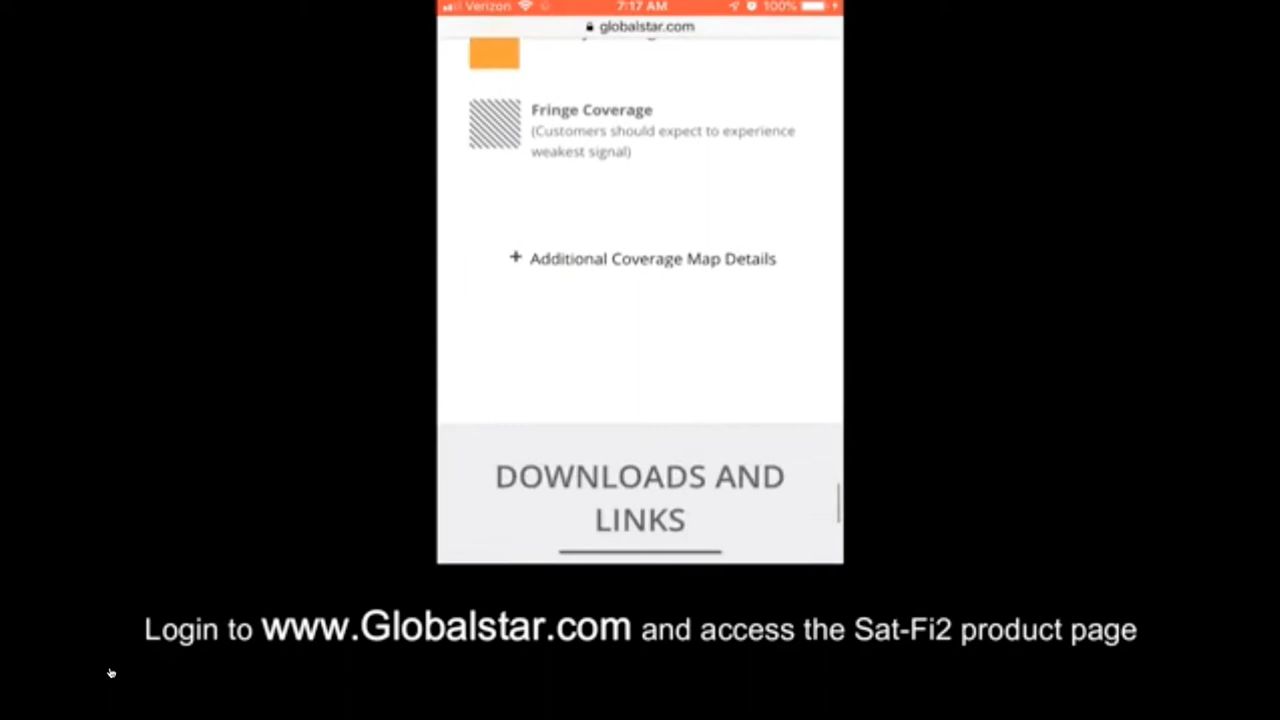 Verizon 7:17 AM 100%
globalstar.com
Fringe Coverage
(Customers should expect to experience
weakest signal)
+ Additional Coverage Map Details
DOWNLOADS AND
LINKS
Login to www.Globalstar.com and access the Sat-Fi2 product page